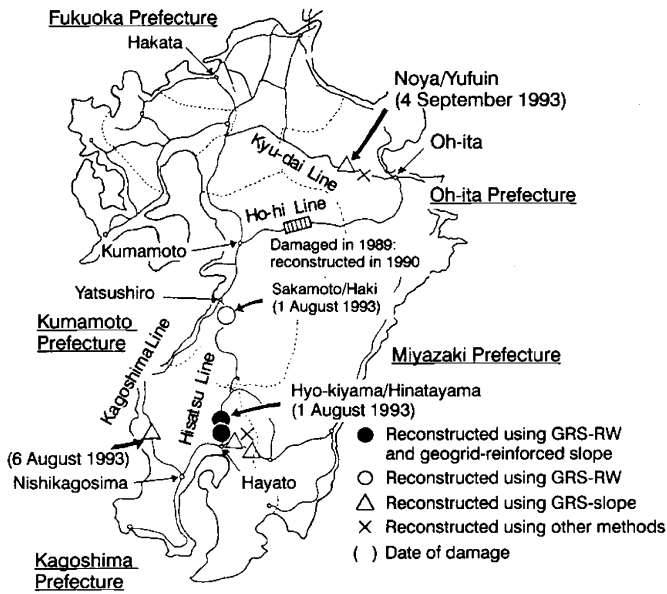 Fukuoka Prefecture
Hakata
Noya/Yufuin
(4 September 1993)
Oh-ita
Kyu-dai Line
Oh-ita Prefecture
Ho-hi Line
Kumamoto
Damaged in 1989:
reconstructed in 1990
Yatsushiro
Sakamoto/Haki
(1 August 1993)
Kumamoto
Prefecture
Kagoshima Line
Miyazaki Prefecture
Hisatsu Line
Hyo-kiyama/Hinatayama
(1 August 1993)
Reconstructed using GRS-RW
and geogrid-reinforced slope
(6 August 1993)
Reconstructed using GRS-RW
Nishikagosima
Hayato
Reconstructed using GRS-slope
Reconstructed using other methods
( ) Date of damage
Kagoshima
Prefecture